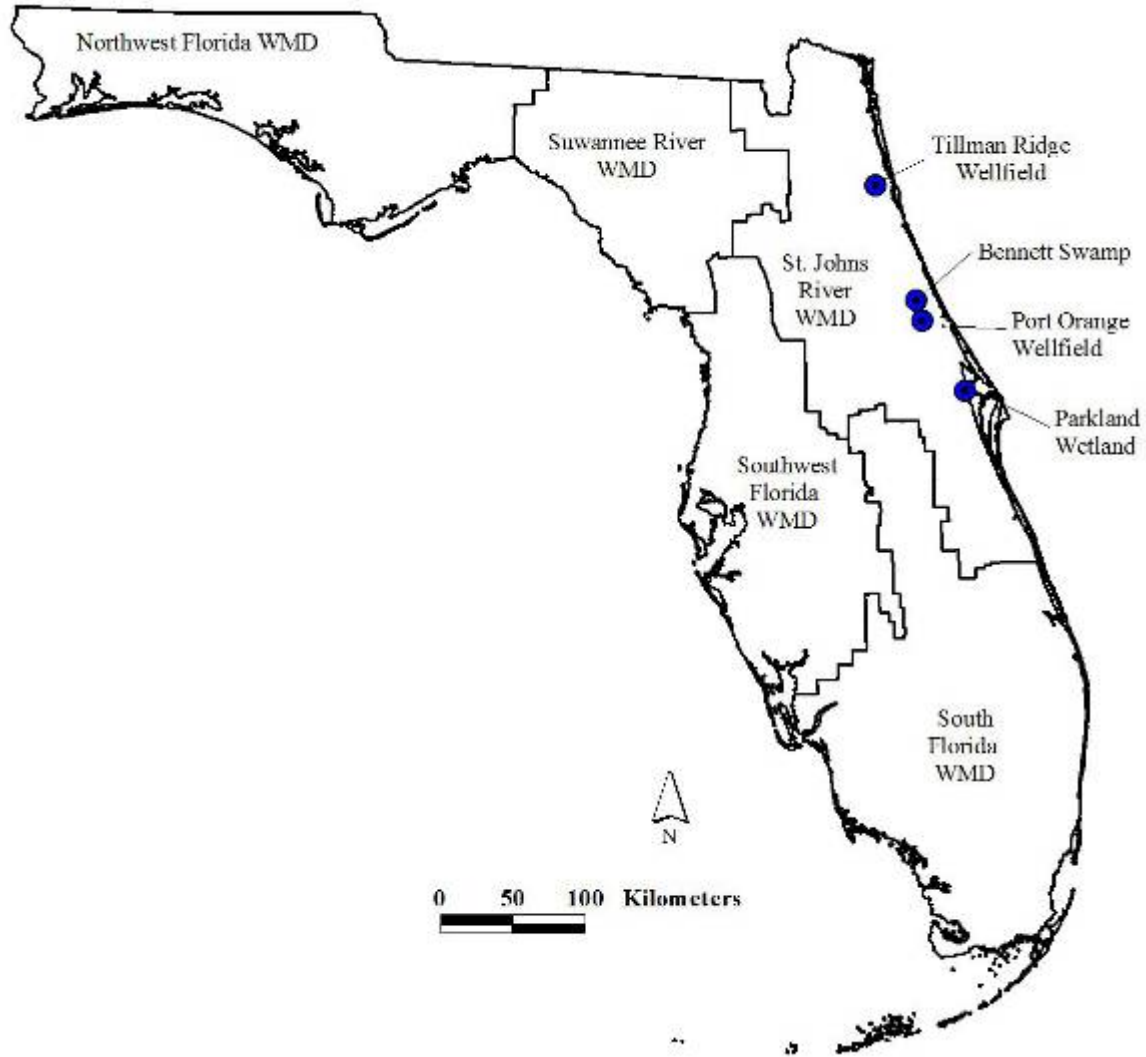 Northwest Florida WMD
Suwannee River
WMD
Tillman Ridge
Wellfield
Bennett Swamp
St. Johns
River
WMD
Port Orange
Wellfield
Parkland
Wetland
Southwest
Florida
WMD
South
Florida
WMD
N
0 50 100 Kilometers